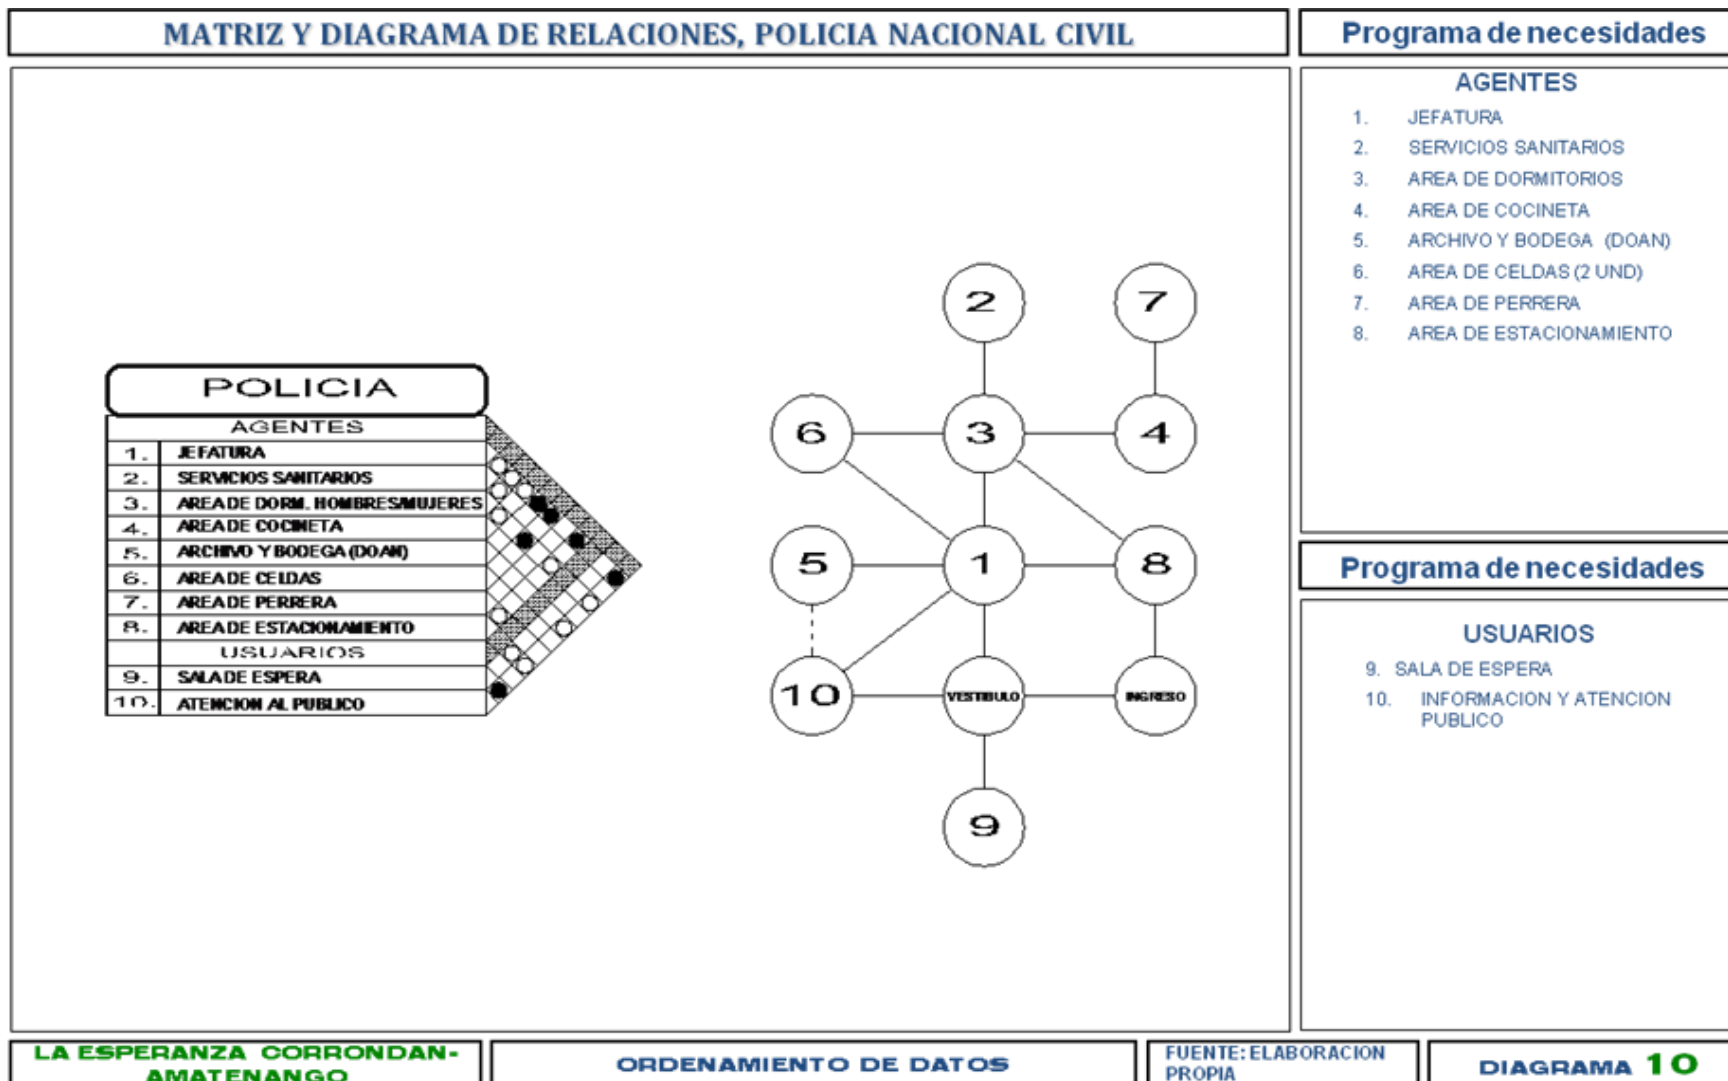 MATRIZ Y DIAGRAMA DE RELACIONES, POLICIA NACIONAL CIVIL
Programa de necesidades
AGENTES
1. JEFATURA
2. SERVICIOS SANITARIOS
3. AREA DE DORMITORIOS
4. AREA DE COCINETA
5. ARCHIVO Y BODEGA (DOAN)
6. AREA DE CELDAS (2 UND)
7. AREA DE PERRERA
8. AREA DE ESTACIONAMIENTO
Programa de necesidades
USUARIOS
9. SALA DE ESPERA
10. INFORMACION Y ATENCION
PUBLICO
POLICIA
AGENTES
1. JEFATURA
2. SERVICIOS SANITARIOS
3. AREA DE DORM. HOMBRES/MUJERES
4. AREA DE COCINETA
5. ARCHIVO Y BODEGA (DOAN)
6. AREA DE CELDAS
7. AREA DE PERRERA
8. AREA DE ESTACIONAMIENTO
USUARIOS
9. SALA DE ESPERA
10. ATENCION AL PUBLICO
2 7
6 3 4
5 1 8
10 VESTIBULO INGRESO
9
LA ESPERANZA CORRONDAN-
AMATENANGO
ORDENAMIENTO DE DATOS
FUENTE: ELABORACION
PROPIA
DIAGRAMA 10